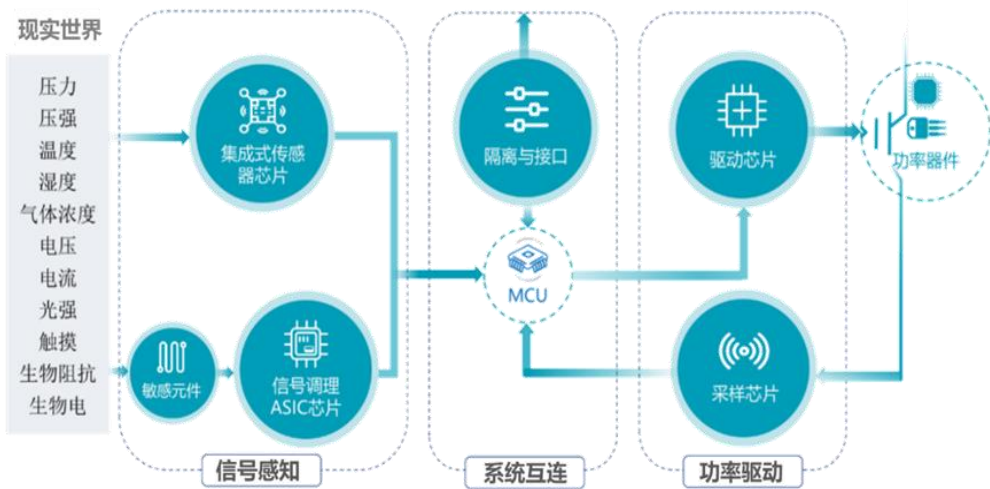 现实世界
压力
压强
温度
湿度
气体浓度
电压
电流
光强
触摸
生物阻抗
生物电
集成式传感
器芯片
敏感元件
信号调理
ASIC芯片
信号感知
隔离与接口
MCU
系统互连
驱动芯片
采样芯片
功率驱动
功率器件